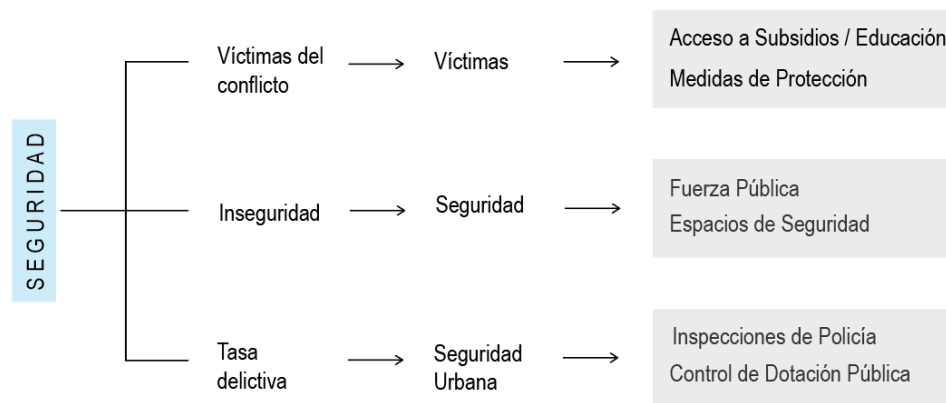 SEGURIDAD
Víctimas del
conflicto
Víctimas
Acceso a Subsidios / Educación
Medidas de Protección
Inseguridad
Seguridad
Fuerza Pública
Espacios de Seguridad
Tasa
delictiva
Seguridad
Urbana
Inspecciones de Policía
Control de Dotación Pública